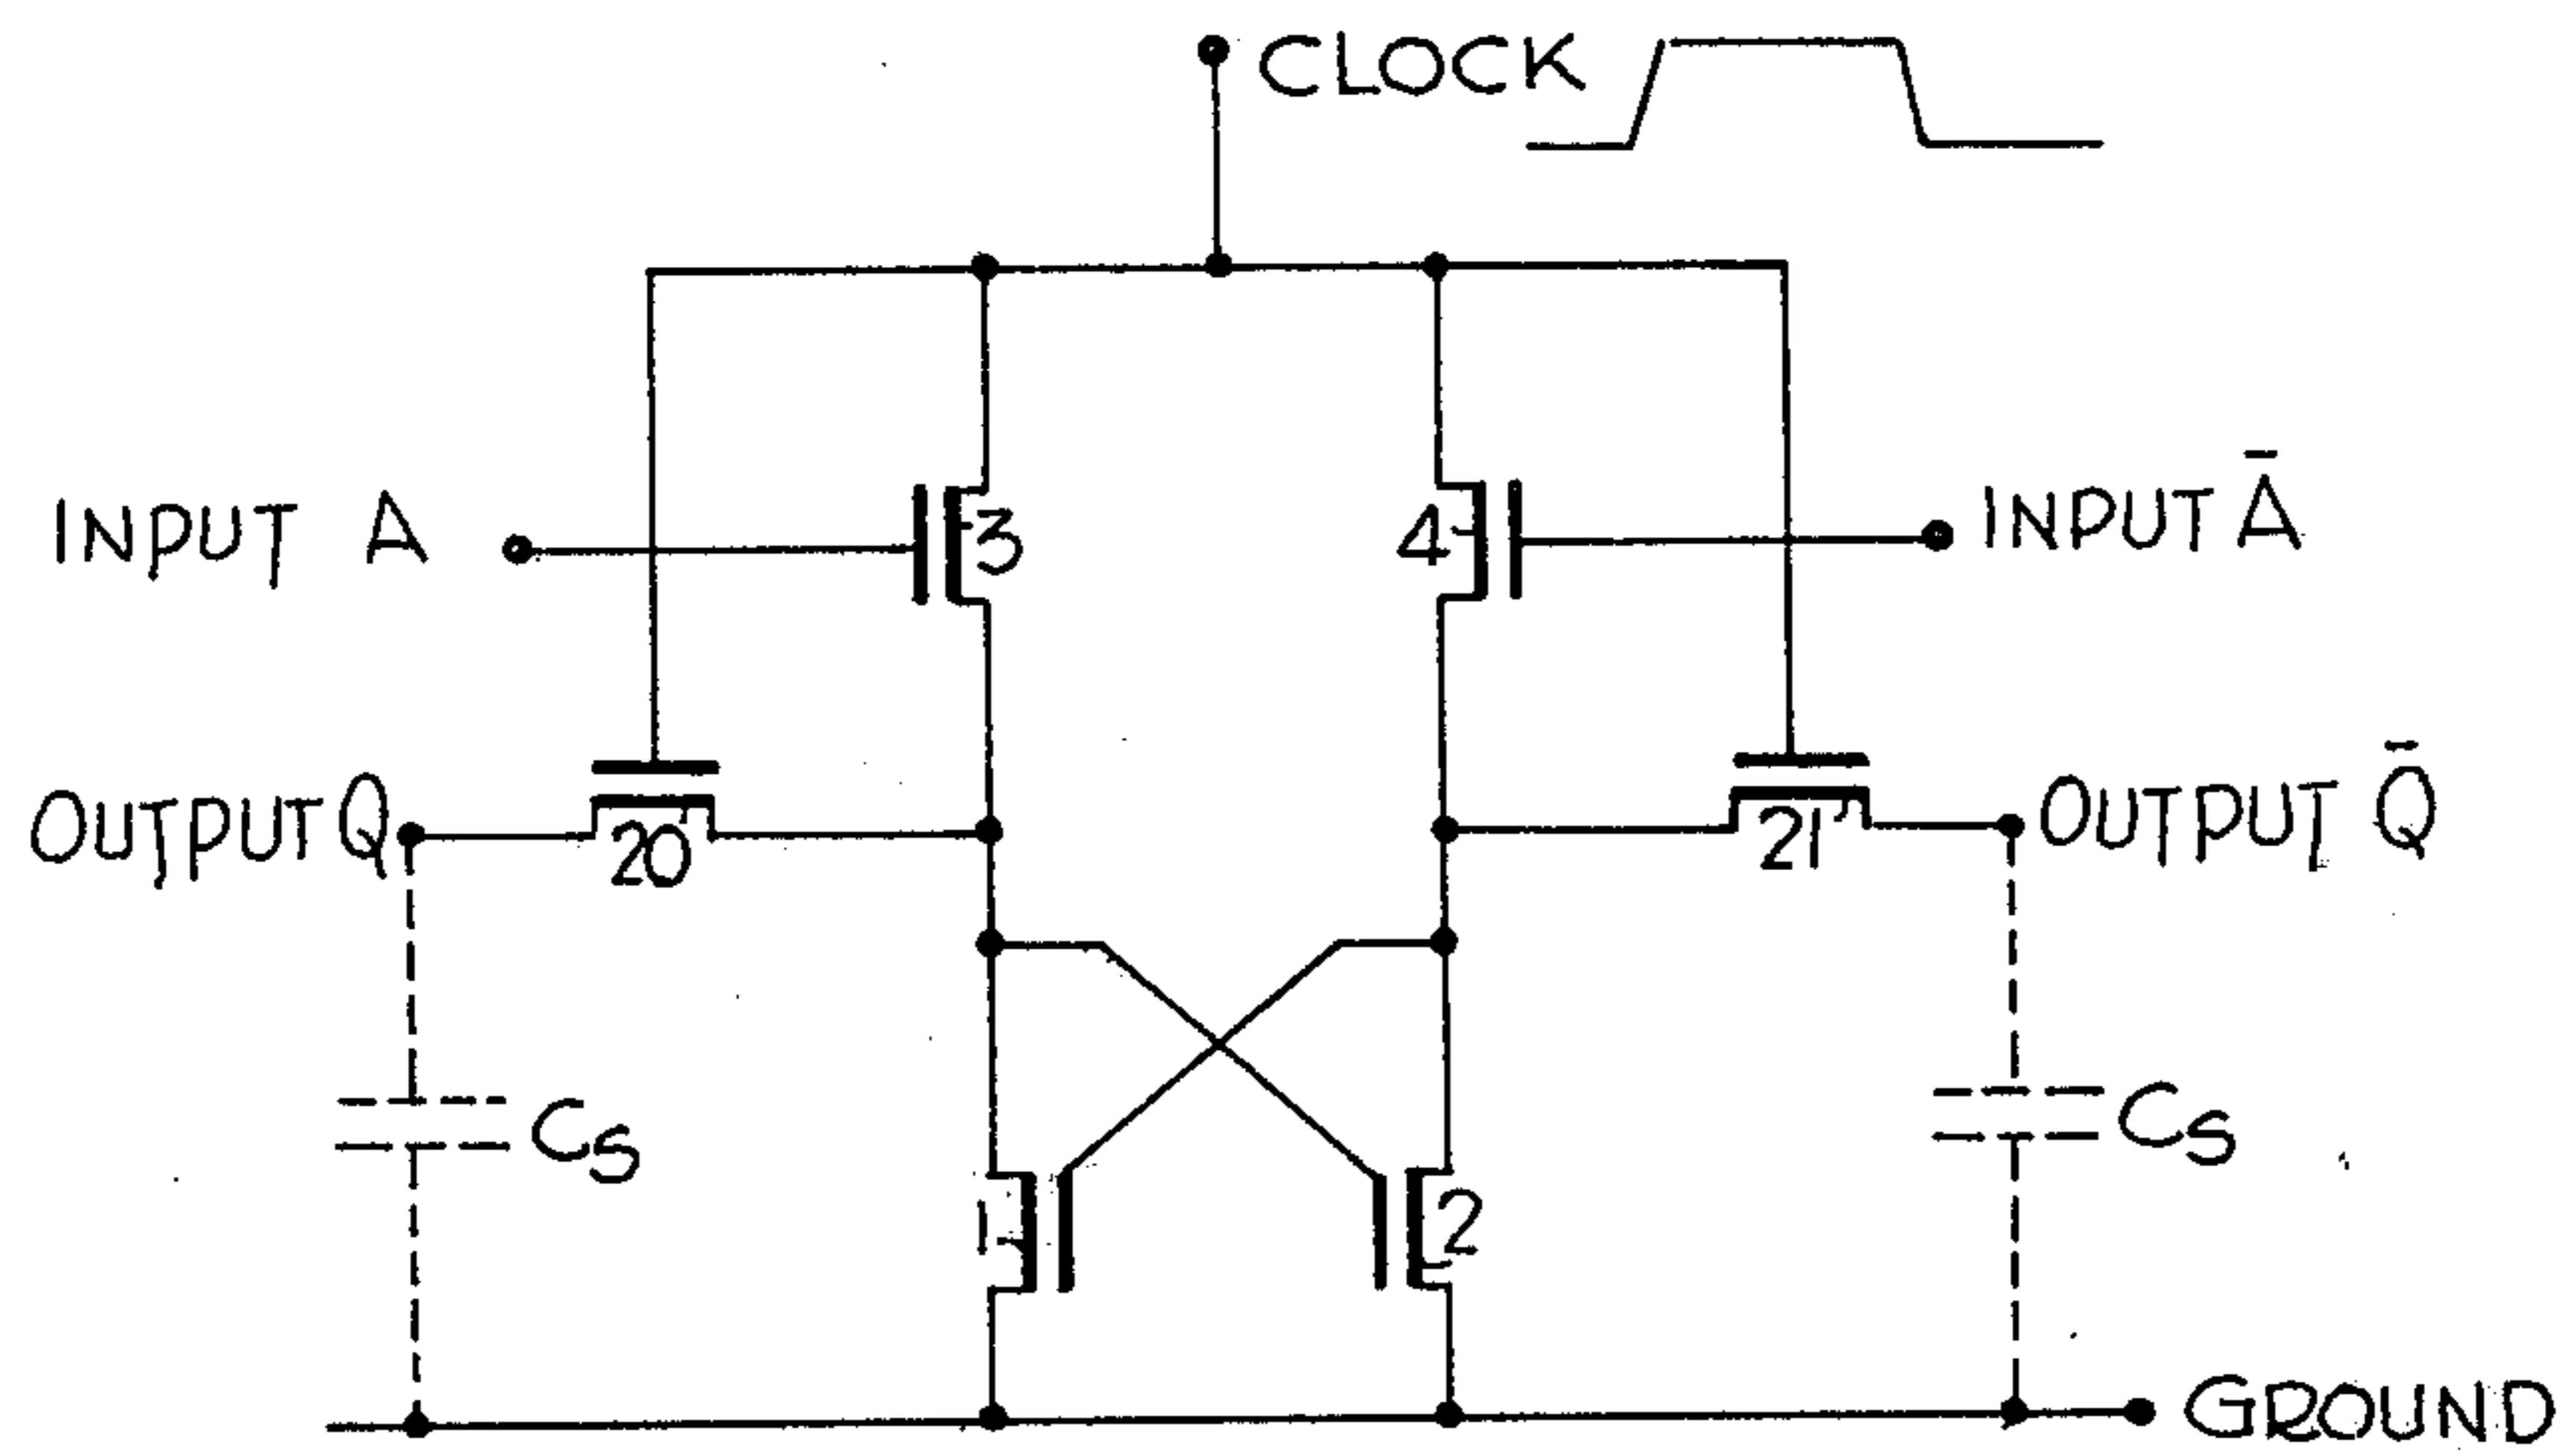 CLOCK
INPUT A
3
4
INPUT Ā
OUTPUT Q
20
21
OUTPUT Q̄
Cs
Cs
1
2
GROUND